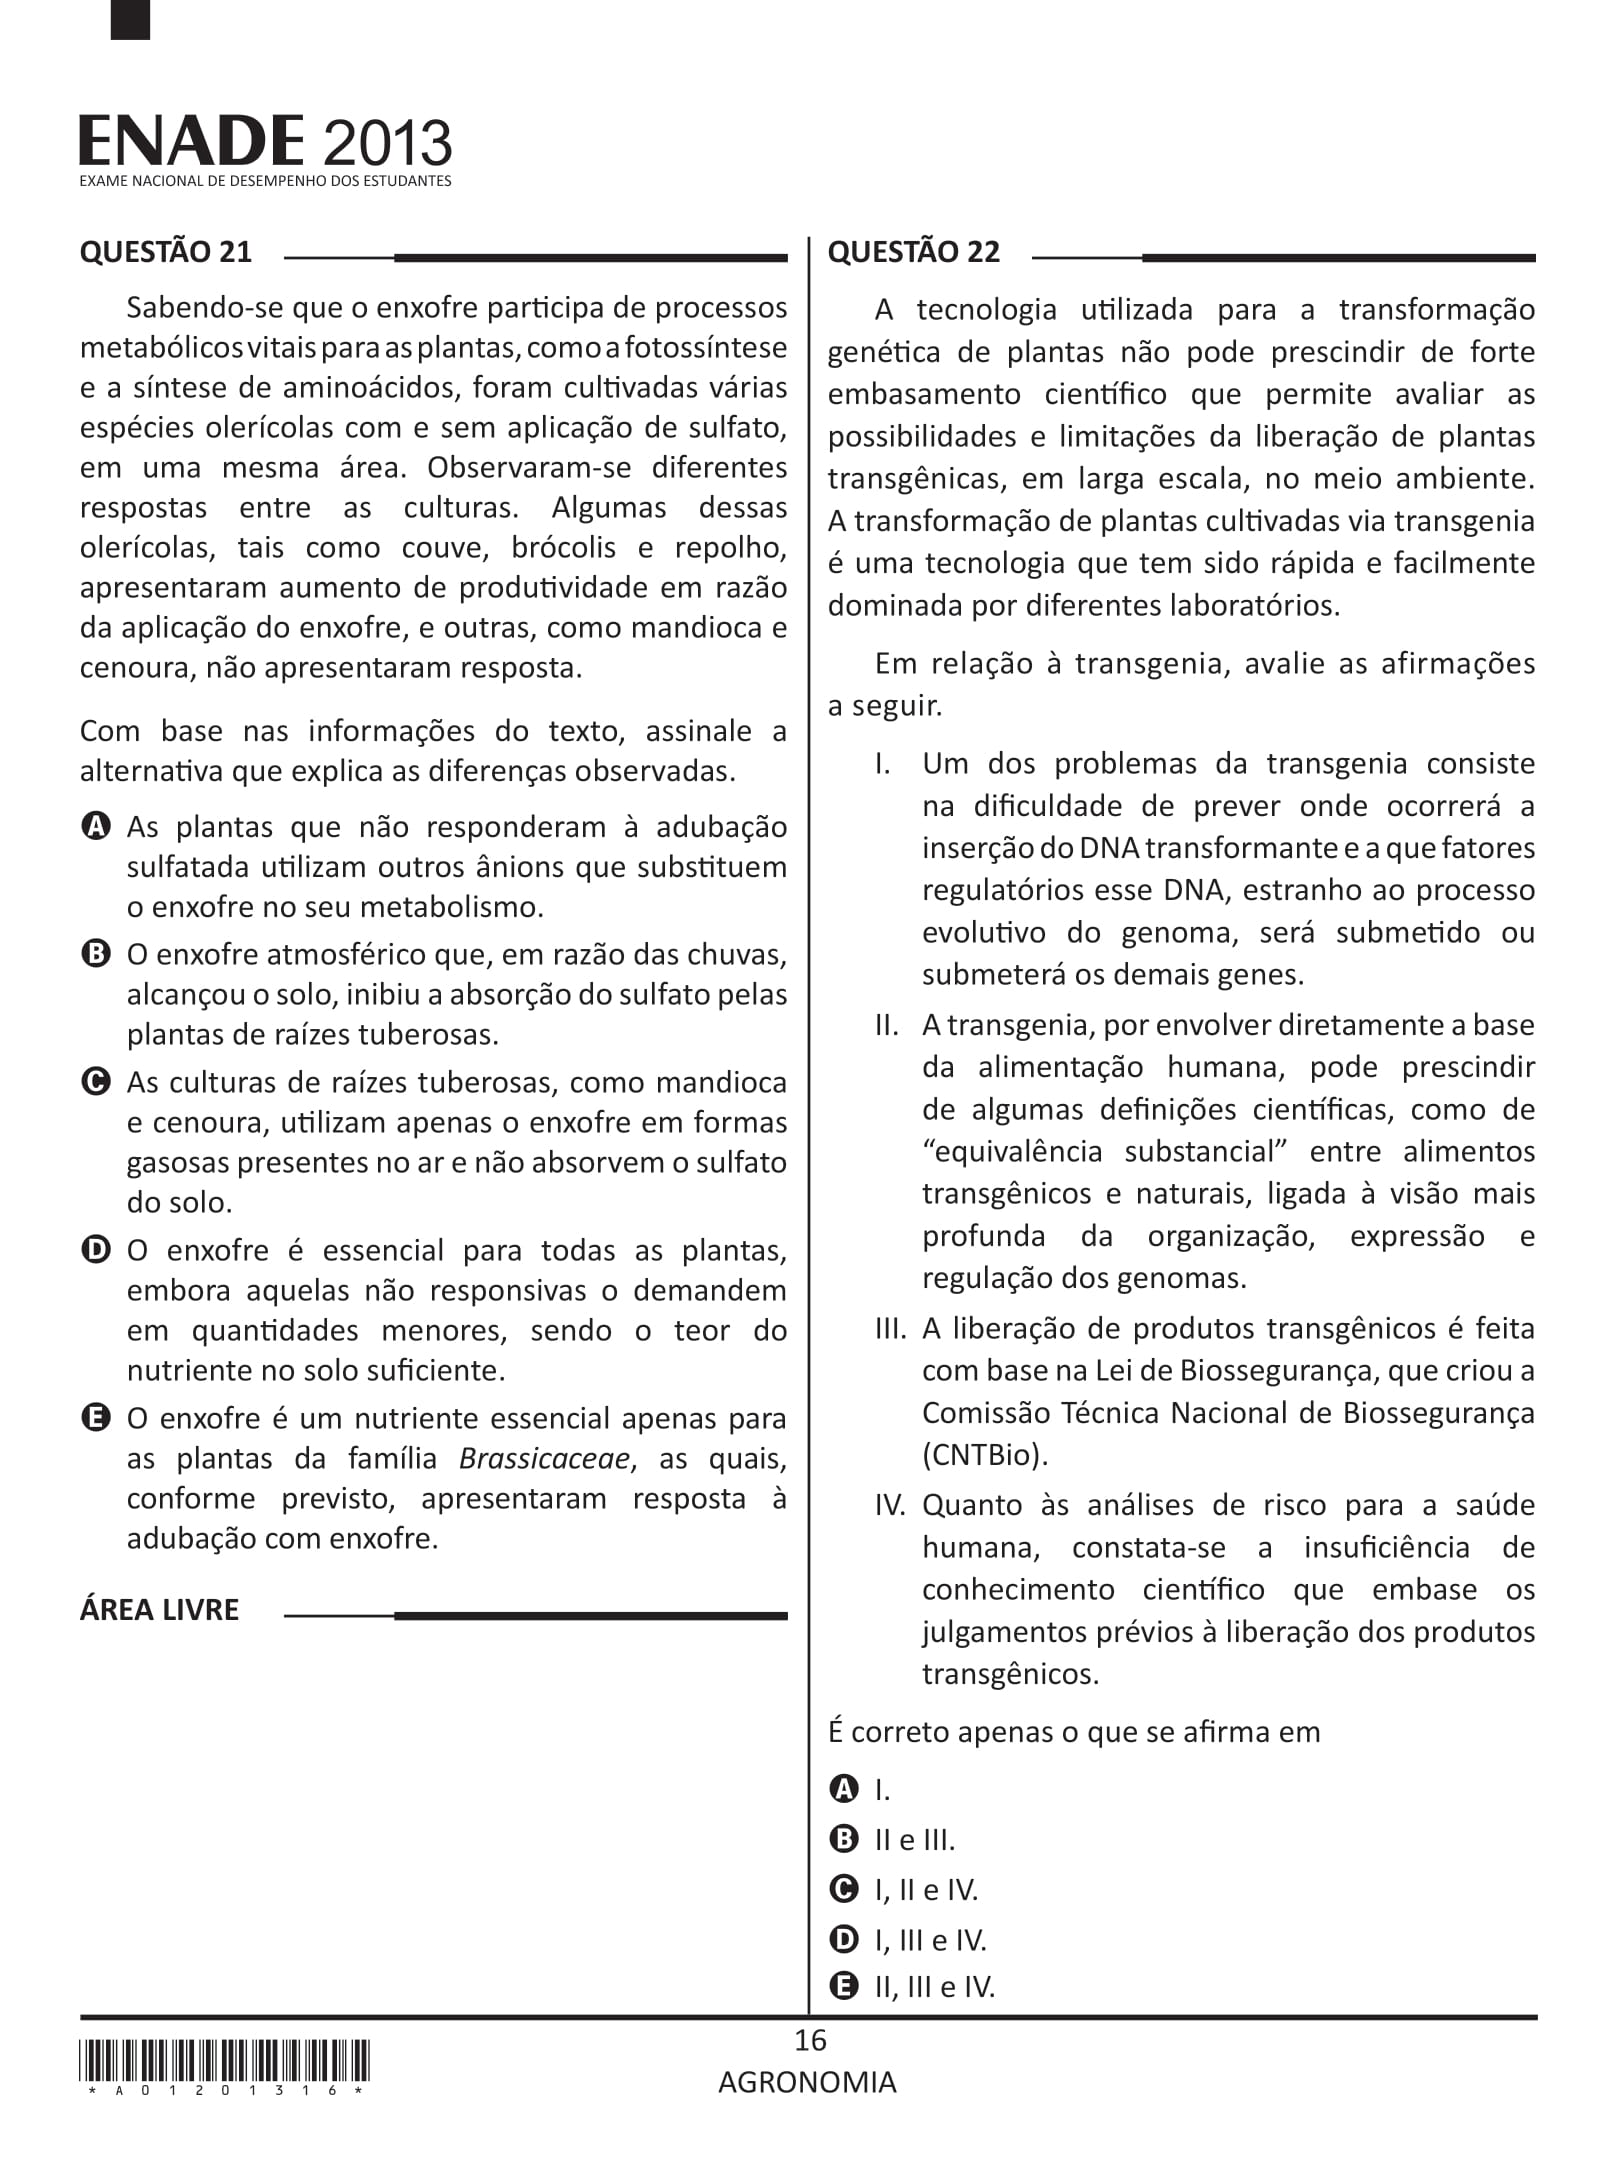 ENADE 2013
EXAME NACIONAL DE DESEMPENHO DOS ESTUDANTES
QUESTÃO 21
Sabendo-se que o enxofre participa de processos
metabólicos vitais para as plantas, como a fotossíntese
e a síntese de aminoácidos, foram cultivadas várias
espécies olerícolas com e sem aplicação de sulfato,
em uma mesma área. Observaram-se diferentes
respostas entre as culturas. Algumas dessas
olerícolas, tais como couve, brócolis e repolho,
apresentaram aumento de produtividade em razão
da aplicação do enxofre, e outras, como mandioca e
cenoura, não apresentaram resposta.
Com base nas informações do texto, assinale a
alternativa que explica as diferenças observadas.
A As plantas que não responderam à adubação
sulfatada utilizam outros ânions que substituem
o enxofre no seu metabolismo.
B O enxofre atmosférico que, em razão das chuvas,
alcançou o solo, inibiu a absorção do sulfato pelas
plantas de raízes tuberosas.
C As culturas de raízes tuberosas, como mandioca
e cenoura, utilizam apenas o enxofre em formas
gasosas presentes no ar e não absorvem o sulfato
do solo.
D O enxofre é essencial para todas as plantas,
embora aquelas não responsivas o demandem
em quantidades menores, sendo o teor do
nutriente no solo suficiente.
E O enxofre é um nutriente essencial apenas para
as plantas da família Brassicaceae, as quais,
conforme previsto, apresentaram resposta à
adubação com enxofre.
ÁREA LIVRE
QUESTÃO 22
A tecnologia utilizada para a transformação
genética de plantas não pode prescindir de forte
embasamento científico que permite avaliar as
possibilidades e limitações da liberação de plantas
transgênicas, em larga escala, no meio ambiente.
A transformação de plantas cultivadas via transgenia
é uma tecnologia que tem sido rápida e facilmente
dominada por diferentes laboratórios.
Em relação à transgenia, avalie as afirmações
a seguir.
I. Um dos problemas da transgenia consiste
na dificuldade de prever onde ocorrerá a
inserção do DNA transformante e a que fatores
regulatórios esse DNA, estranho ao processo
evolutivo do genoma, será submetido ou
submeterá os demais genes.
II. A transgenia, por envolver diretamente a base
da alimentação humana, pode prescindir
de algumas definições científicas, como de
“equivalência substancial” entre alimentos
transgênicos e naturais, ligada à visão mais
profunda da organização, expressão e
regulação dos genomas.
III. A liberação de produtos transgênicos é feita
com base na Lei de Biossegurança, que criou a
Comissão Técnica Nacional de Biossegurança
(CNTBio).
IV. Quanto às análises de risco para a saúde
humana, constata-se a insuficiência de
conhecimento científico que embase os
julgamentos prévios à liberação dos produtos
transgênicos.
É correto apenas o que se afirma em
A I.
B II e III.
C I, II e IV.
D I, III e IV.
E II, III e IV.
16
AGRONOMIA
* A 0 1 2 0 1 3 1 6 *